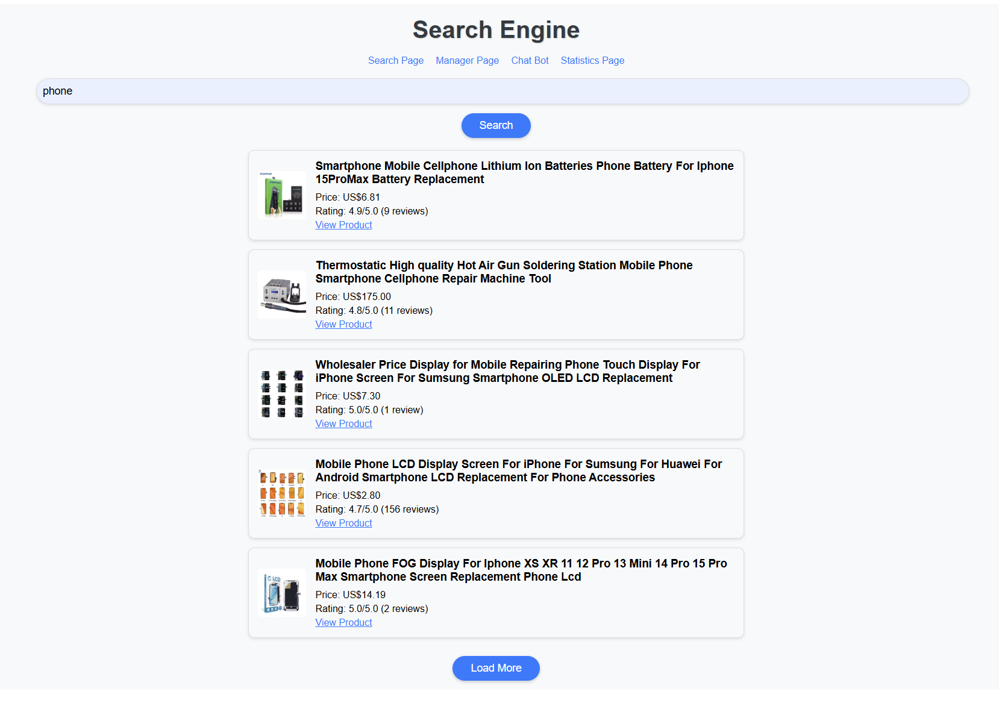 Search Engine
Search Page Manager Page Chat Bot Statistics Page
phone
Search
Smartphone Mobile Cellphone Lithium Ion Batteries Phone Battery For Iphone
15ProMax Battery Replacement
Price: US$6.81
Rating: 4.9/5.0 (9 reviews)
View Product
Thermostatic High quality Hot Air Gun Soldering Station Mobile Phone
Smartphone Cellphone Repair Machine Tool
Price: US$175.00
Rating: 4.8/5.0 (11 reviews)
View Product
Wholesaler Price Display for Mobile Repairing Phone Touch Display For
iPhone Screen For Sumsung Smartphone OLED LCD Replacement
Price: US$7.30
Rating: 5.0/5.0 (1 review)
View Product
Mobile Phone LCD Display Screen For iPhone For Sumsung For Huawei For
Android Smartphone LCD Replacement For Phone Accessories
Price: US$2.80
Rating: 4.7/5.0 (156 reviews)
View Product
LCD
Mobile Phone FOG Display For Iphone XS XR 11 12 Pro 13 Mini 14 Pro 15 Pro
Max Smartphone Screen Replacement Phone Lcd
Price: US$14.19
Rating: 5.0/5.0 (2 reviews)
View Product
Load More